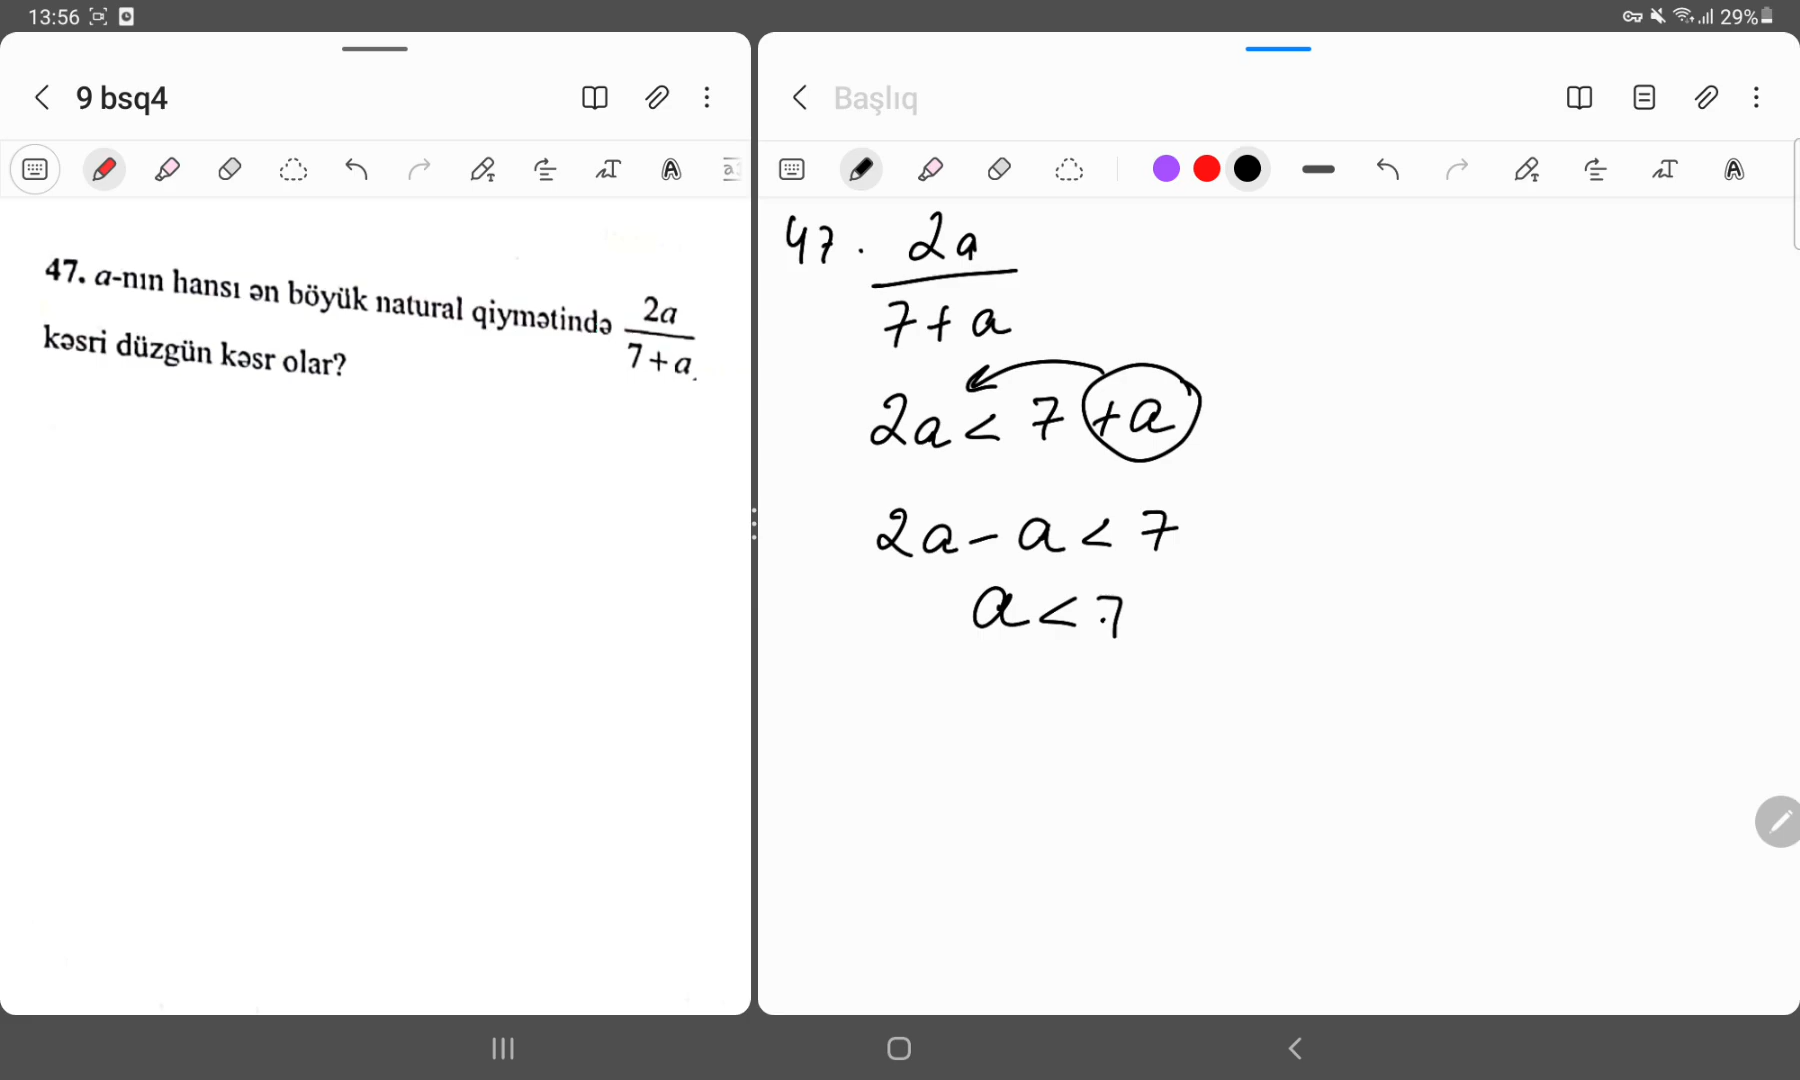 13:56
29%
9 bsq4
Başlıq
47. a-nın hansı ən böyük natural qiymətində 2a/(7+a)
kəsri düzgün kəsr olar?
47. 2a
7+a
2a < 7+a
2a - a < 7
a < 7